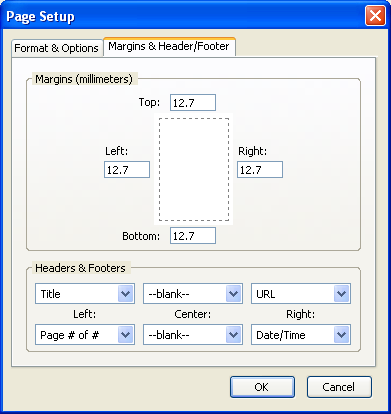 Page Setup
Format & Options
Margins & Header/Footer
Margins (millimeters)
Top: 12.7
Left: Right:
12.7 12.7
Bottom: 12.7
Headers & Footers
Title --blank-- URL
Left: Center: Right:
Page # of # --blank-- Date/Time
OK Cancel